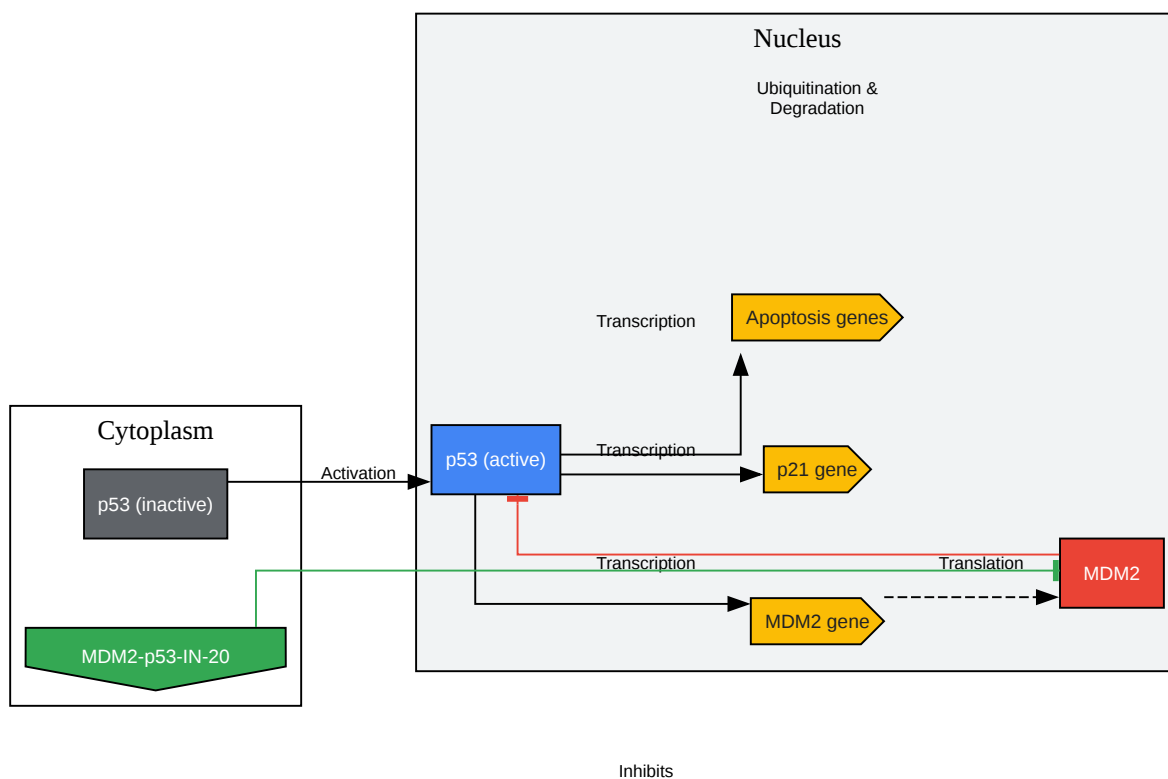 Nucleus
Ubiquitination &
Degradation
Transcription
Apoptosis genes
Cytoplasm
p53 (inactive)
Activation
p53 (active)
Transcription
p21 gene
Transcription
Translation
MDM2
MDM2 gene
MDM2-p53-IN-20
Inhibits